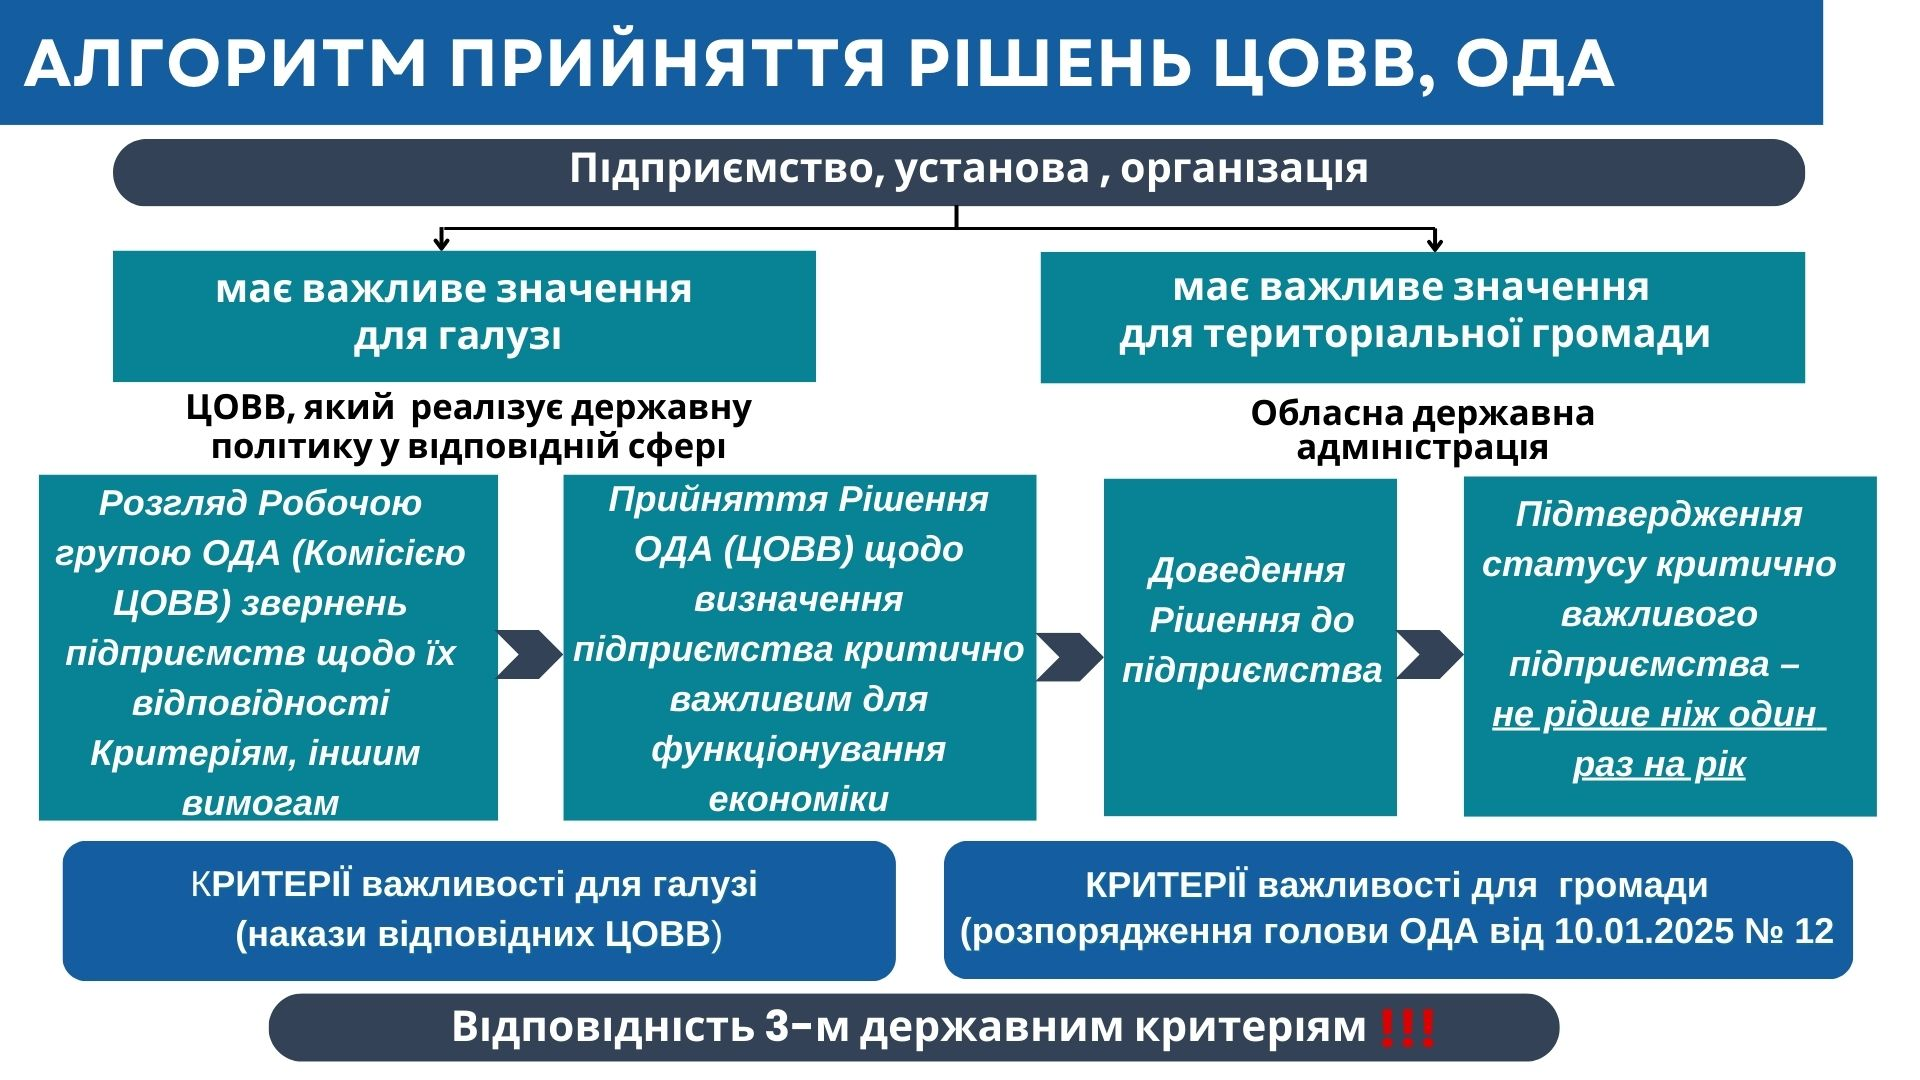 АЛГОРИТМ ПРИЙНЯТТЯ РІШЕНЬ ЦОВВ, ОДА
Підприємство, установа , організація
має важливе значення
для галузі
має важливе значення
для територіальної громади
ЦОВВ, який реалізує державну
політику у відповідній сфері
Обласна державна
адміністрація
Розгляд Робочою
групою ОДА (Комісією
ЦОВВ) звернень
підприємств щодо їх
відповідності
Критеріям, іншим
вимогам
Прийняття Рішення
ОДА (ЦОВВ) щодо
визначення
підприємства критично
важливим для
функціонування
економіки
Доведення
Рішення до
підприємства
Підтвердження
статусу критично
важливого
підприємства –
не рідше ніж один
раз на рік
КРИТЕРІЇ важливості для галузі
(накази відповідних ЦОВВ)
КРИТЕРІЇ важливості для громади
(розпорядження голови ОДА від 10.01.2025 № 12
Відповідність 3-м державним критеріям !!!